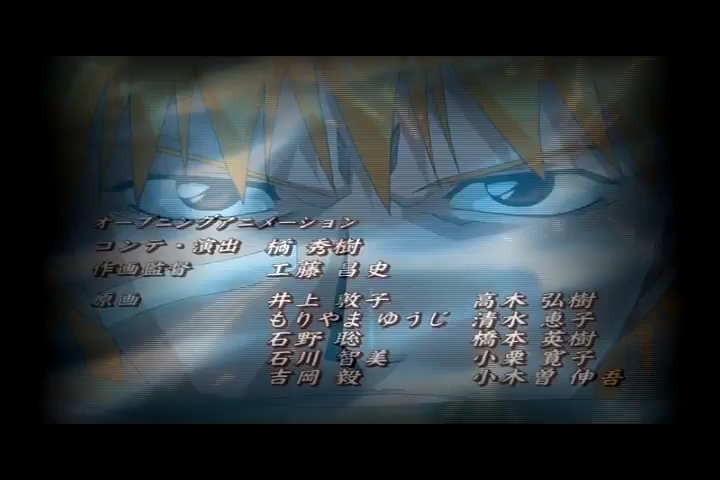 オープニングアニメーション
コンテ・演出 橘 秀樹
作画監督 工藤 昌史
原画 井上 敦子 高木 弘樹
もりやま ゆうじ 清水 恵子
石野 聡 橋本 英樹
石川 智美 小栗 寛子
吉岡 毅 小木曽 伸吾